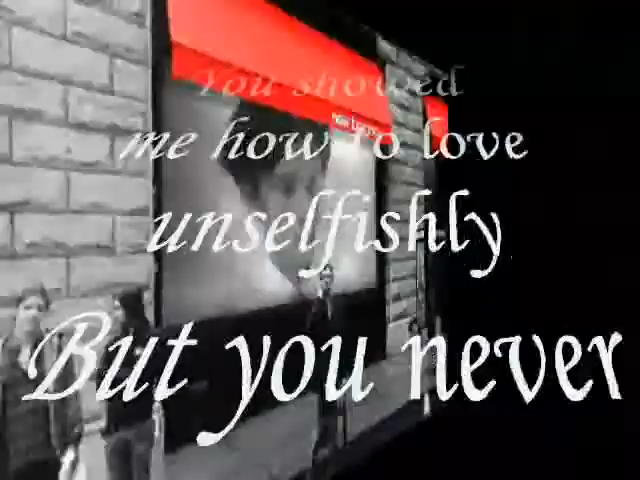 You showed
me how to love
unselfishly
But you never